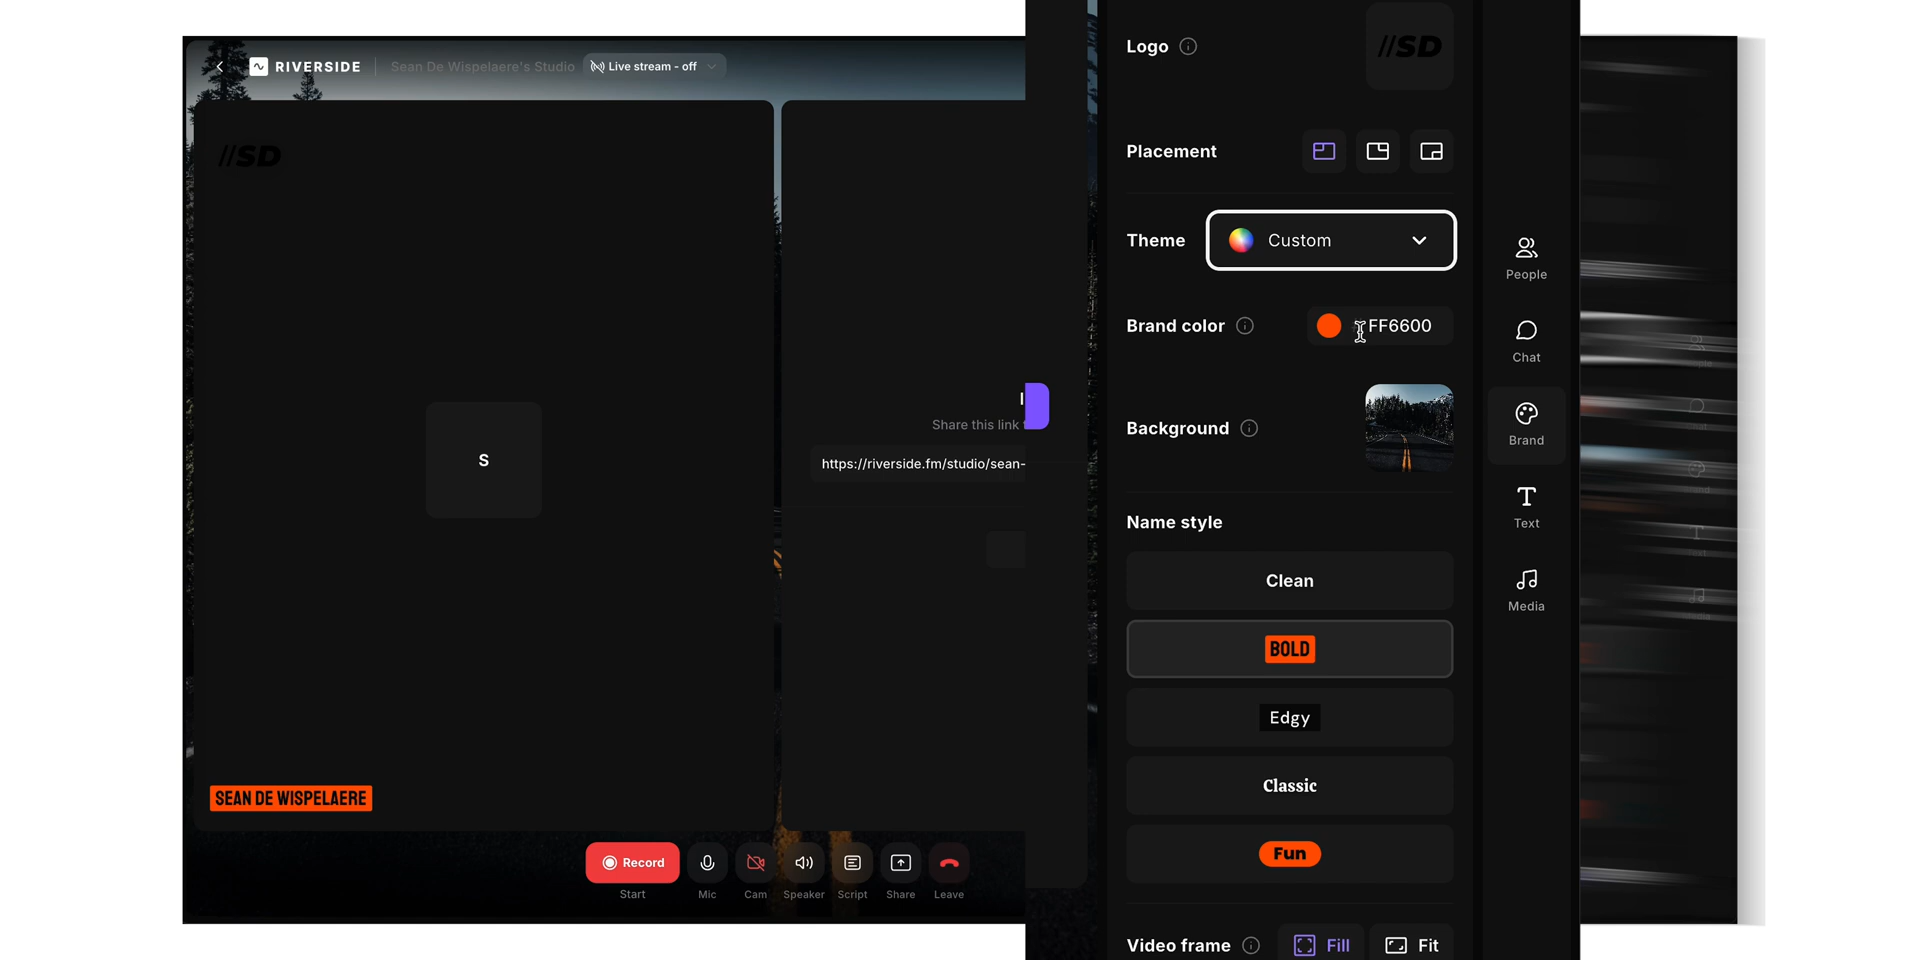 RIVERSIDE
Sean De Wispelaere's Studio
Live stream - off
//SD
S
Share this link
https://riverside.fm/studio/sean-
SEAN DE WISPELAERE
Record
Start
Mic
Cam
Speaker
Script
Share
Leave
Logo
//SD
Placement
Theme
Custom
Brand color
FF6600
Background
Name style
Clean
BOLD
Edgy
Classic
Fun
Video frame
Fill
Fit
People
Chat
Brand
Text
Media